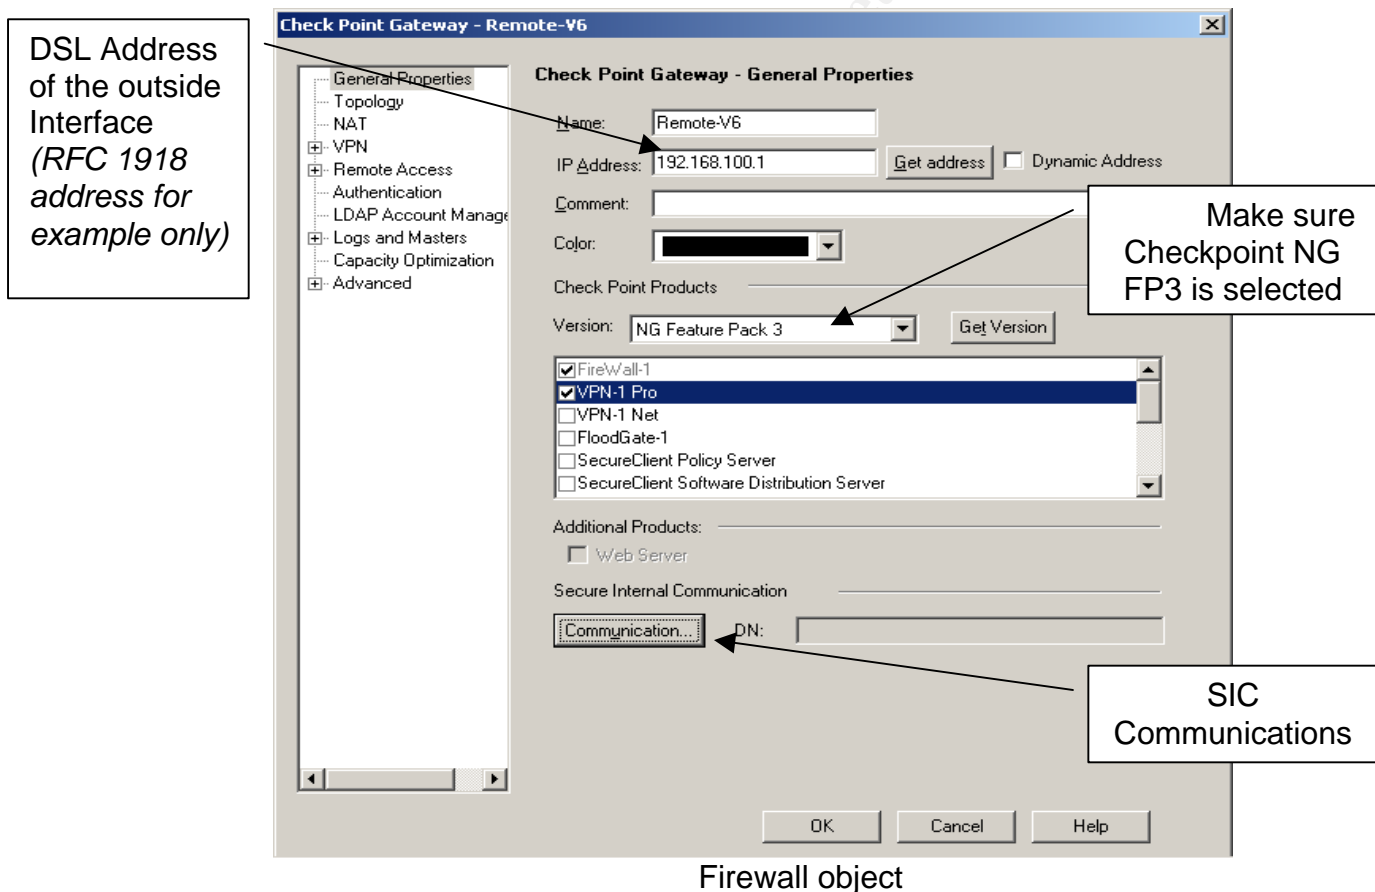 Check Point Gateway - Remote-V6
DSL Address
of the outside
Interface
(RFC 1918
address for
example only)
General Properties
Topology
NAT
VPN
Remote Access
Authentication
LDAP Account Manage
Logs and Masters
Capacity Optimization
Advanced
Check Point Gateway - General Properties
Name: Remote-V6
IP Address: 192.168.100.1 Get address Dynamic Address
Comment:
Color:
Make sure
Checkpoint NG
FP3 is selected
Check Point Products
Version: NG Feature Pack 3 Get Version
FireWall-1
VPN-1 Pro
VPN-1 Net
FloodGate-1
SecureClient Policy Server
SecureClient Software Distribution Server
Additional Products:
Web Server
Secure Internal Communication
Communication... DN:
SIC
Communications
OK Cancel Help
Firewall object